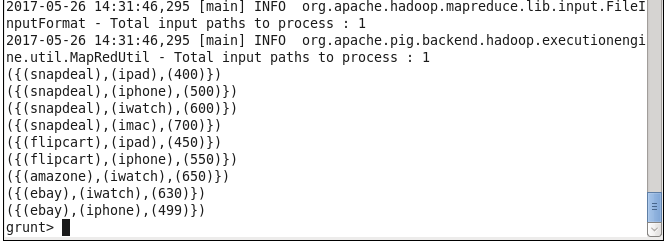 2017-05-26 14:31:46,295 [main] INFO  org.apache.hadoop.mapreduce.lib.input.FileI
nputFormat - Total input paths to process : 1
2017-05-26 14:31:46,295 [main] INFO  org.apache.pig.backend.hadoop.executionengi
ne.util.MapRedUtil - Total input paths to process : 1
({(snapdeal),(ipad),(400)})
({(snapdeal),(iphone),(500)})
({(snapdeal),(iwatch),(600)})
({(snapdeal),(imac),(700)})
({(flipcart),(ipad),(450)})
({(flipcart),(iphone),(550)})
({(amazone),(iwatch),(650)})
({(ebay),(iwatch),(630)})
({(ebay),(iphone),(499)})
grunt>